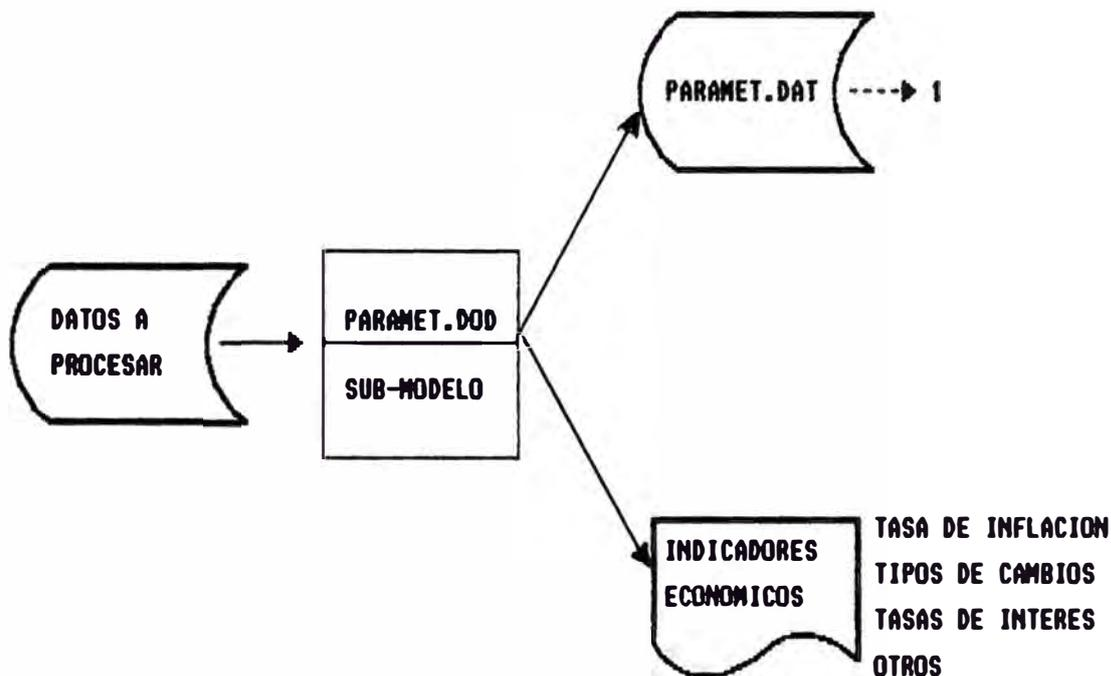 PARAMET.DAT
1
DATOS A
PROCESAR
PARAMET.DOD
SUB-MODELO
INDICADORES
ECONOMICOS
TASA DE INFLACION
TIPOS DE CAMBIOS
TASAS DE INTERES
OTROS